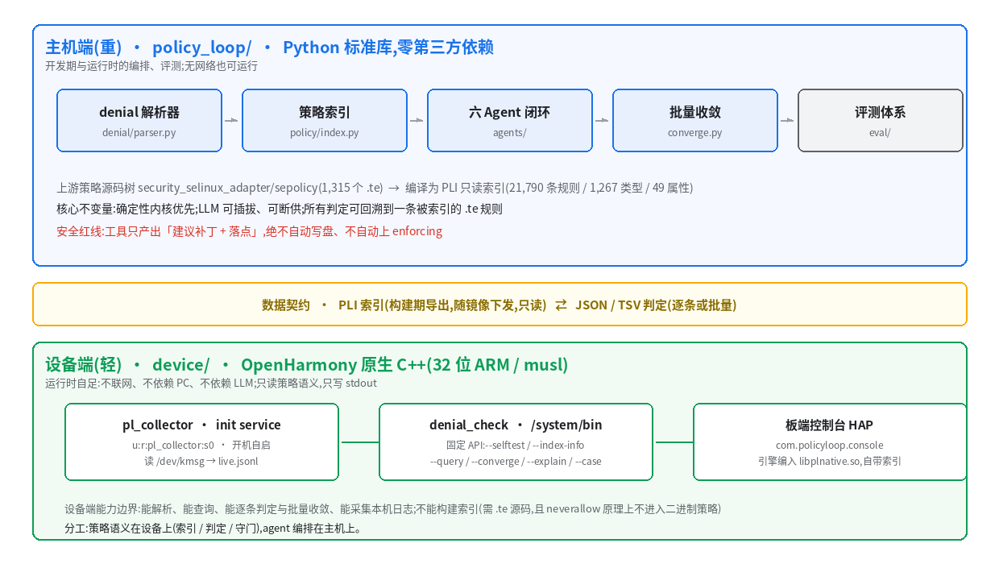 主机端(重) · policy_loop/ · Python 标准库,零第三方依赖
开发期与运行时的编排、评测;无网络也可运行
denial 解析器
denial/parser.py
策略索引
policy/index.py
六 Agent 闭环
agents/
批量收敛
converge.py
评测体系
eval/
上游策略源码树 security_selinux_adapter/sepolicy(1,315 个 .te) → 编译为 PLI 只读索引(21,790 条规则 / 1,267 类型 / 49 属性)
核心不变量:确定性内核优先;LLM 可插拔、可断供;所有判定可回溯到一条被索引的 .te 规则
安全红线:工具只产出「建议补丁 + 落点」,绝不自动写盘、不自动上 enforcing
数据契约 · PLI 索引(构建期导出,随镜像下发,只读) ⇄ JSON / TSV 判定(逐条或批量)
设备端(轻) · device/ · OpenHarmony 原生 C++(32 位 ARM / musl)
运行时自足:不联网、不依赖 PC、不依赖 LLM;只读策略语义,只写 stdout
pl_collector · init service
u:r:pl_collector:s0 · 开机自启
读 /dev/kmsg → live.jsonl
denial_check · /system/bin
固定 API:--selftest / --index-info
--query / --converge / --explain / --case
板端控制台 HAP
com.policyloop.console
引擎编入 libplnative.so,自带索引
设备端能力边界:能解析、能查询、能逐条判定与批量收敛、能采集本机日志;不能构建索引(需 .te 源码,且 neverallow 原理上不进入二进制策略)
分工:策略语义在设备上(索引 / 判定 / 守门),agent 编排在主机上。